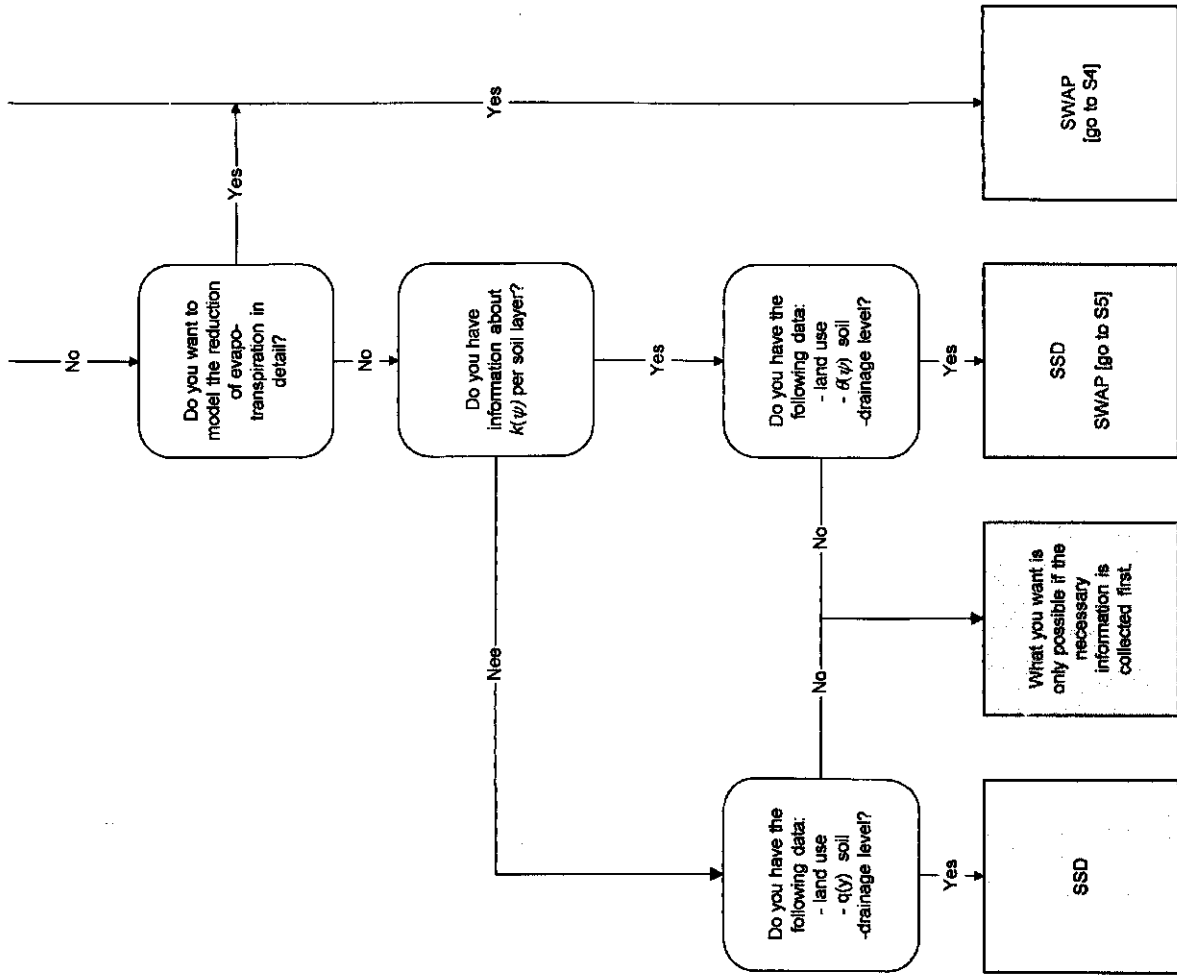 No
Do you want to
model the reduction
of evapo-
transpiration in
detail?
Yes
No
Yes
Do you have
information about
k(ψ) per soil layer?
Nee
Yes
Do you have the
following data:
- land use
- q(y) soil
-drainage level?
No
No
Do you have the
following data:
- land use
- θ(ψ) soil
-drainage level?
Yes
Yes
SSD
What you want is
only possible if the
necessary
information is
collected first.
SSD
SWAP [go to S5]
SWAP
[go to S4]